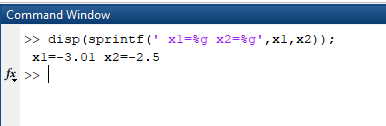 Command Window
>> disp(sprintf(' x1=%g x2=%g',x1,x2));
x1=-3.01 x2=-2.5
fx >>